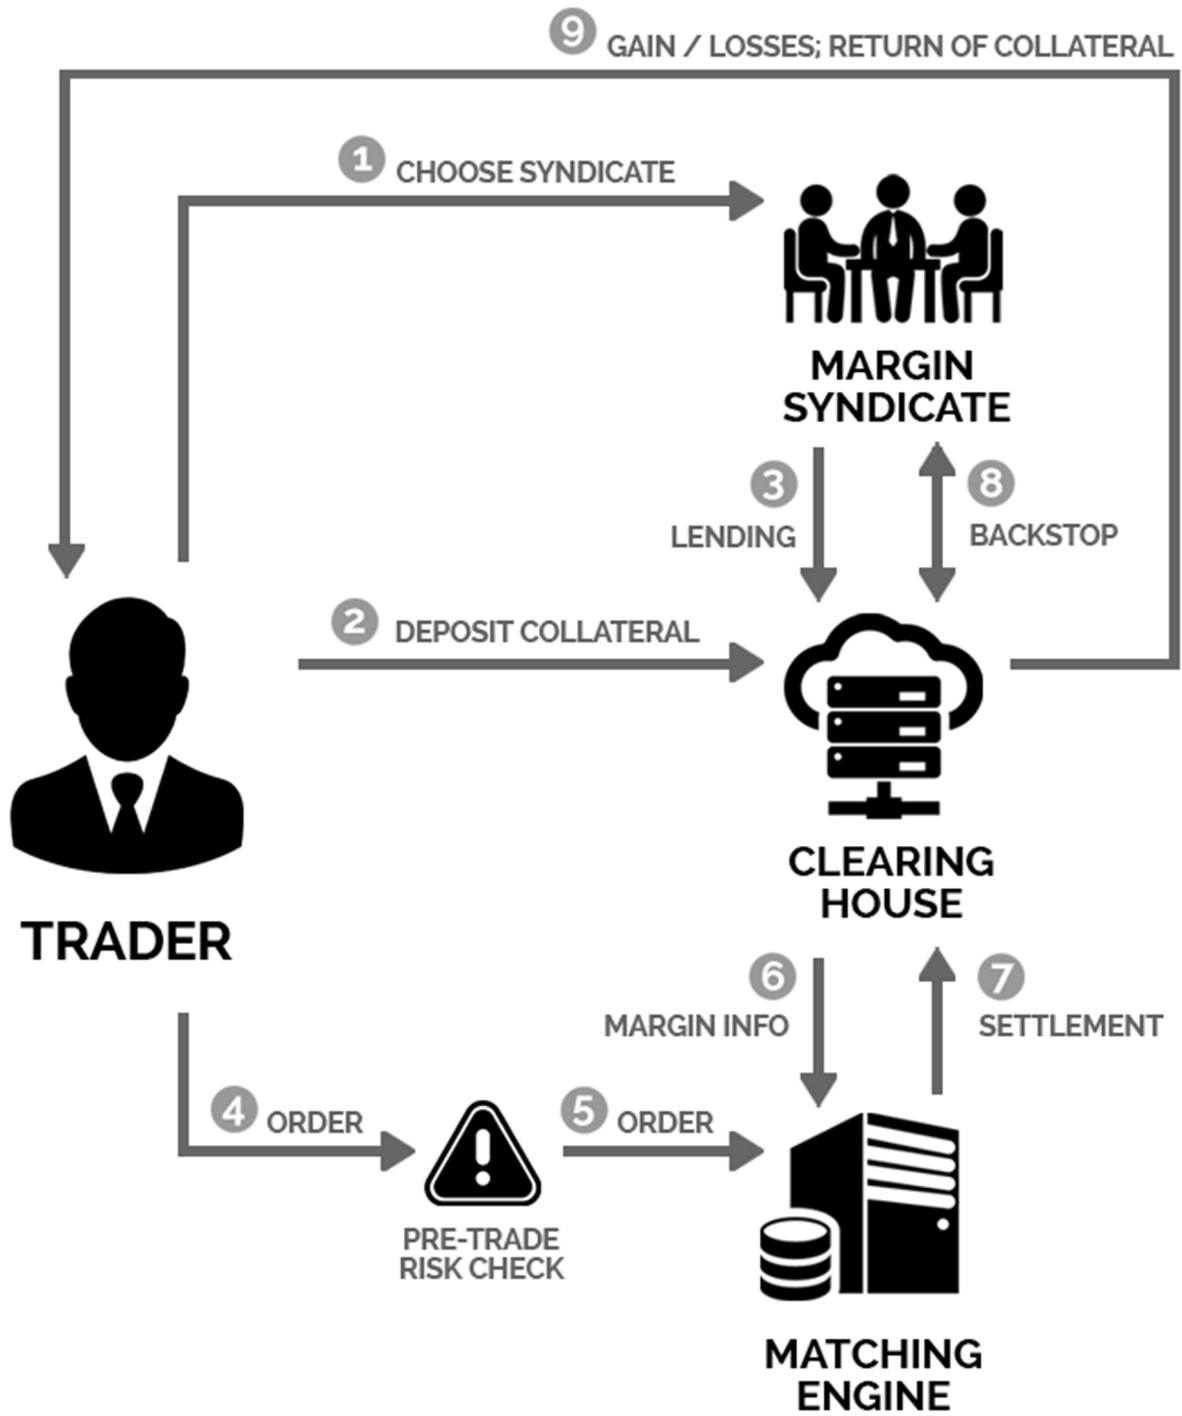 9 GAIN / LOSSES; RETURN OF COLLATERAL
1 CHOOSE SYNDICATE
MARGIN
SYNDICATE
3
LENDING
8
BACKSTOP
2 DEPOSIT COLLATERAL
CLEARING
HOUSE
TRADER
6
MARGIN INFO
7
SETTLEMENT
4 ORDER
5 ORDER
PRE-TRADE
RISK CHECK
MATCHING
ENGINE